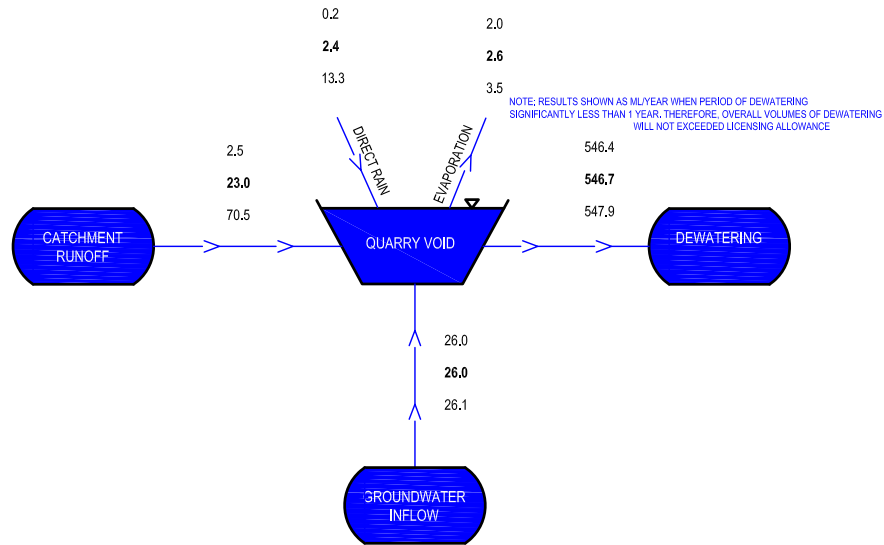 0.2
2.4
13.3
2.0
2.6
3.5
NOTE; RESULTS SHOWN AS ML/YEAR WHEN PERIOD OF DEWATERING
SIGNIFICANTLY LESS THAN 1 YEAR. THEREFORE, OVERALL VOLUMES OF DEWATERING
WILL NOT EXCEEDED LICENSING ALLOWANCE
DIRECT RAIN
EVAPORATION
2.5
23.0
70.5
546.4
546.7
547.9
CATCHMENT
RUNOFF
QUARRY VOID
DEWATERING
26.0
26.0
26.1
GROUNDWATER
INFLOW